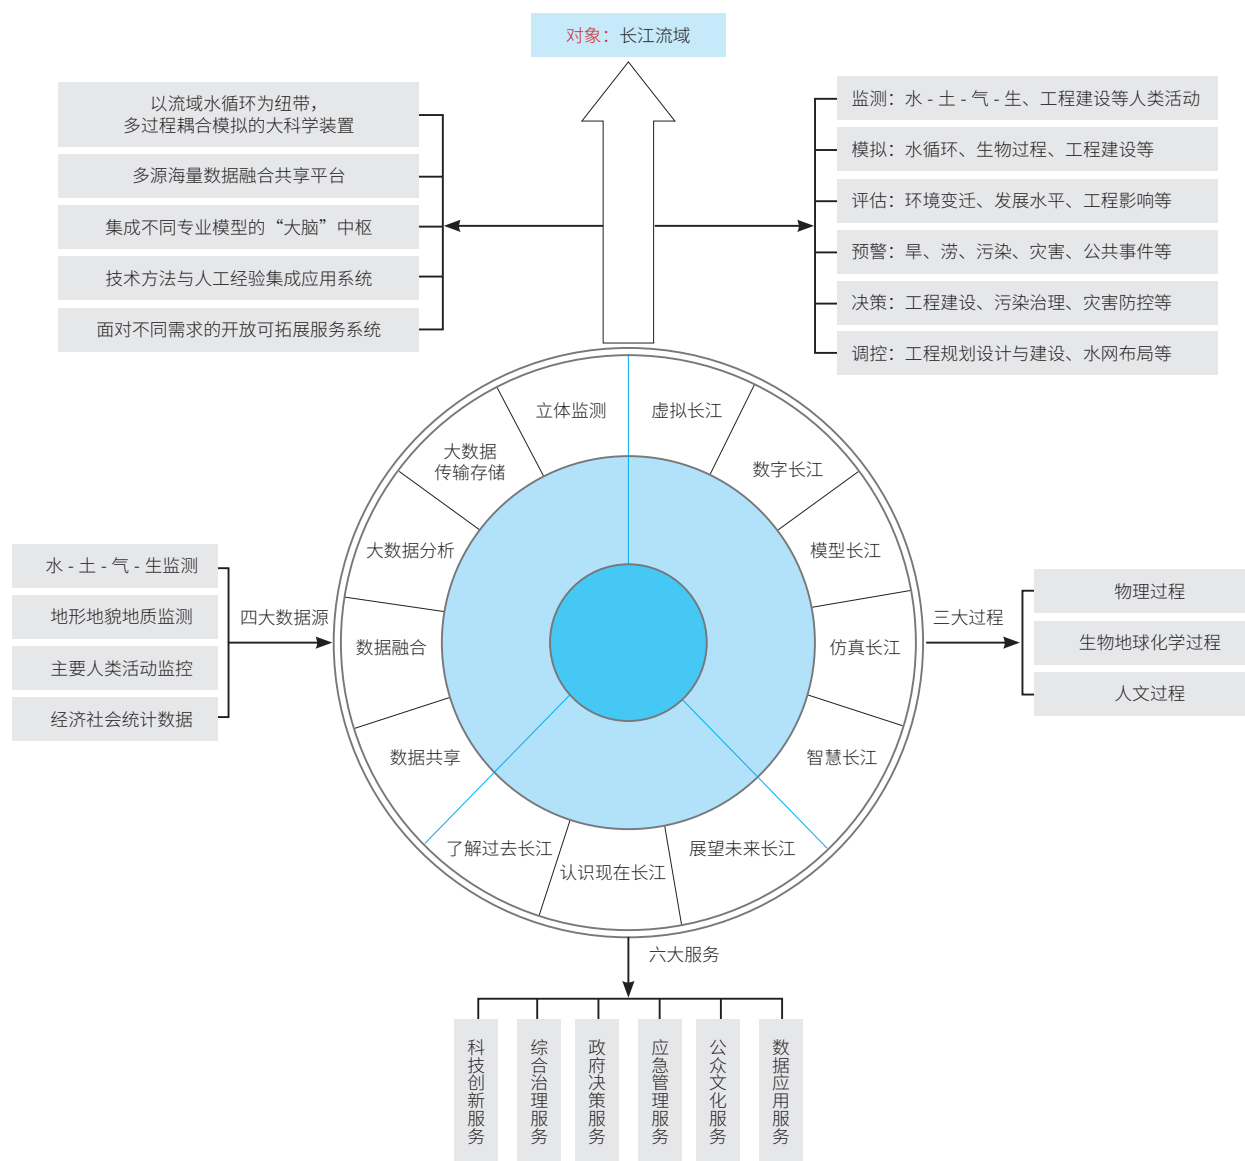 对象：长江流域
以流域水循环为纽带，
多过程耦合模拟的大科学装置
多源海量数据融合共享平台
集成不同专业模型的“大脑”中枢
技术方法与人工经验集成应用系统
面对不同需求的开放可拓展服务系统
监测：水 - 土 - 气 - 生、工程建设等人类活动
模拟：水循环、生物过程、工程建设等
评估：环境变迁、发展水平、工程影响等
预警：旱、涝、污染、灾害、公共事件等
决策：工程建设、污染治理、灾害防控等
调控：工程规划设计与建设、水网布局等
立体监测
虚拟长江
大数据
传输存储
数字长江
大数据分析
模型长江
数据融合
仿真长江
数据共享
智慧长江
了解过去长江
认识现在长江
展望未来长江
水 - 土 - 气 - 生监测
地形地貌地质监测
主要人类活动监控
经济社会统计数据
四大数据源
三大过程
物理过程
生物地球化学过程
人文过程
六大服务
科技创新服务
综合治理服务
政府决策服务
应急管理服务
公众文化服务
数据应用服务